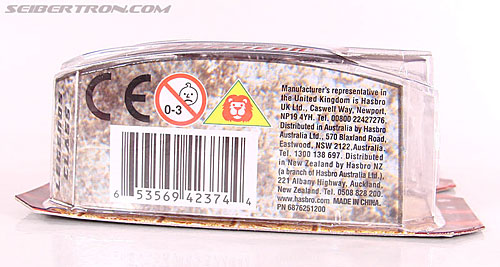 SEIBERTRON.COM
CE
0-3
6 53569 42374 4
Manufacturer's representative in
the United Kingdom is Hasbro
UK Ltd., Caswell Way, Newport,
NP19 4YH. Tel. 00800 22427276.
Distributed in Australia by Hasbro
Australia Ltd., 570 Blaxland Road,
Eastwood, NSW 2122, Australia.
Tel. 1300 138 697. Distributed
in New Zealand by Hasbro NZ
(a branch of Hasbro Australia Ltd.).
221 Albany Highway, Auckland,
New Zealand. Tel. 0508 828 200
www.hasbro.com MADE IN CHINA.
PN 6876251200